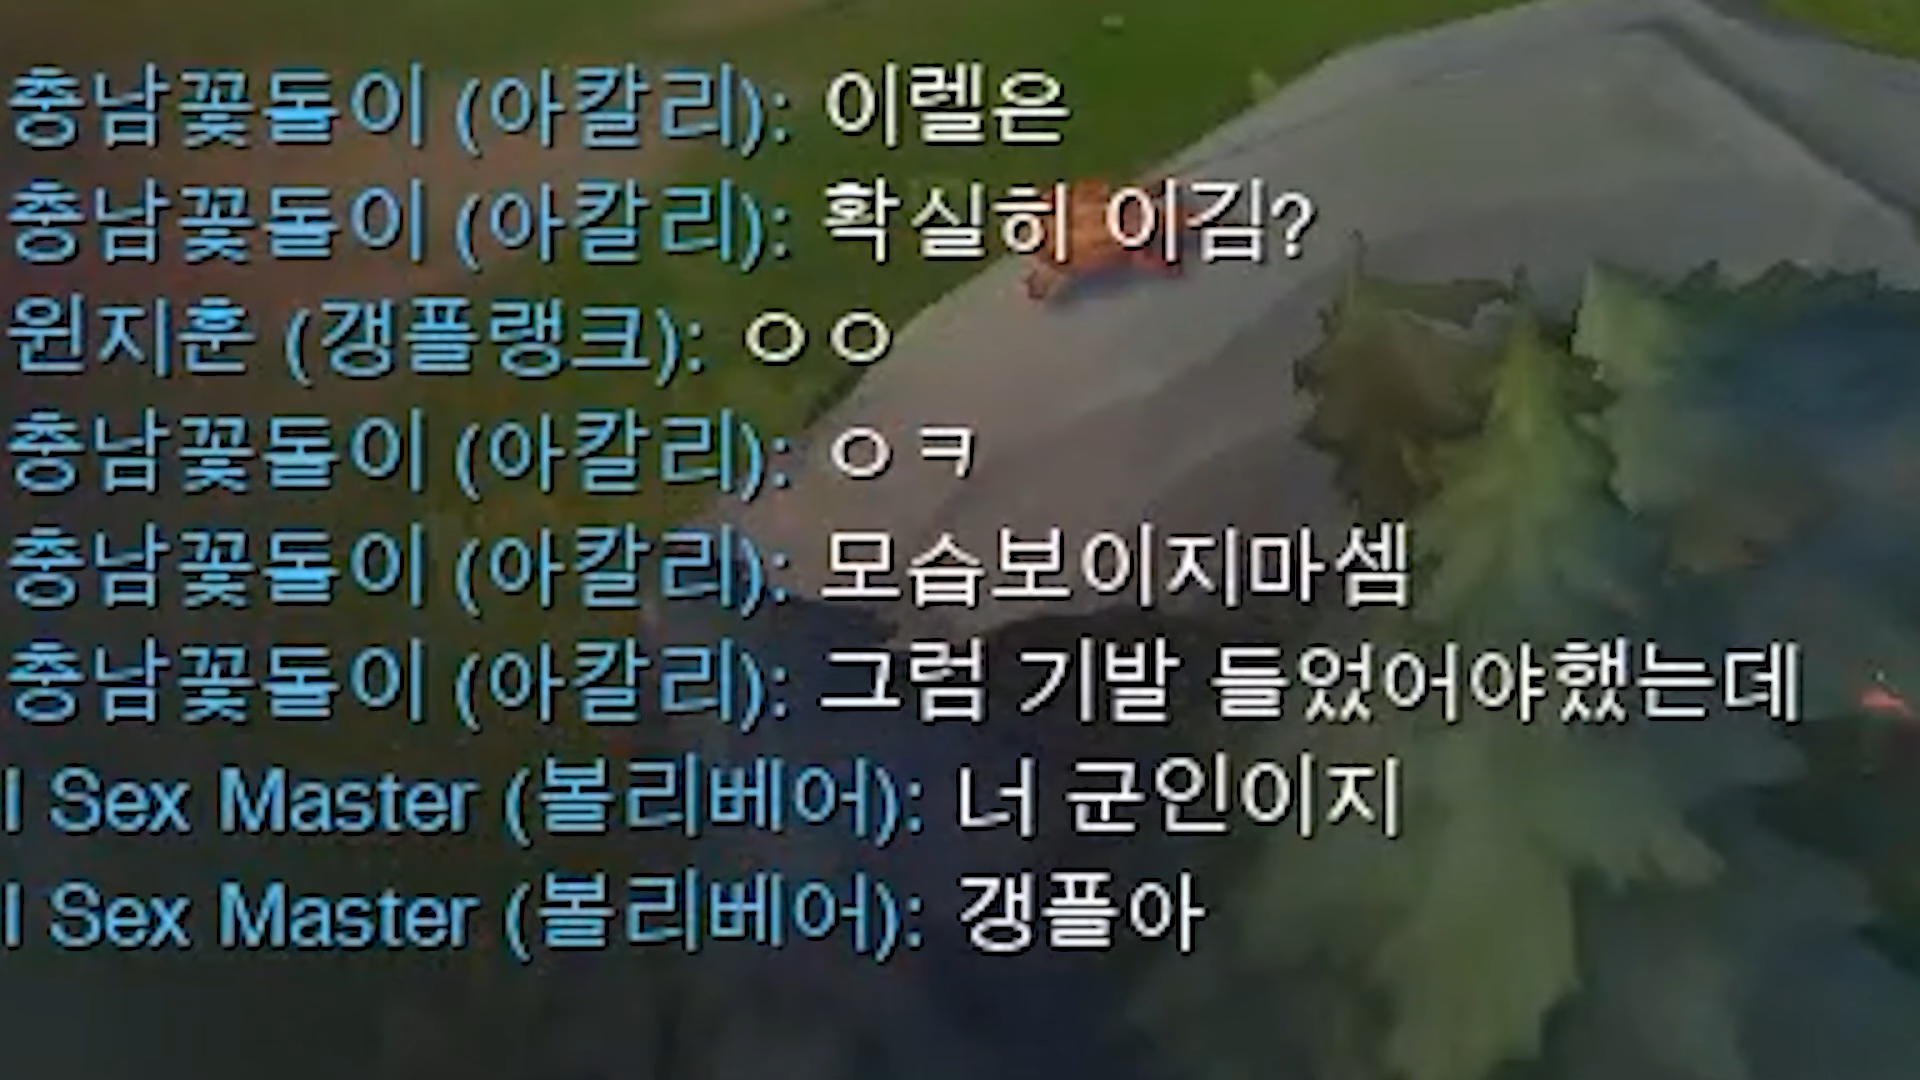 충남꽃돌이 (아칼리): 이렐은
충남꽃돌이 (아칼리): 확실히 이김?
윈지훈 (갱플랭크): ㅇㅇ
충남꽃돌이 (아칼리): ㅇㅋ
충남꽃돌이 (아칼리): 모습보이지마셈
충남꽃돌이 (아칼리): 그럼 기발 들었어야했는데
I Sex Master (볼리베어): 너 군인이지
I Sex Master (볼리베어): 갱플아